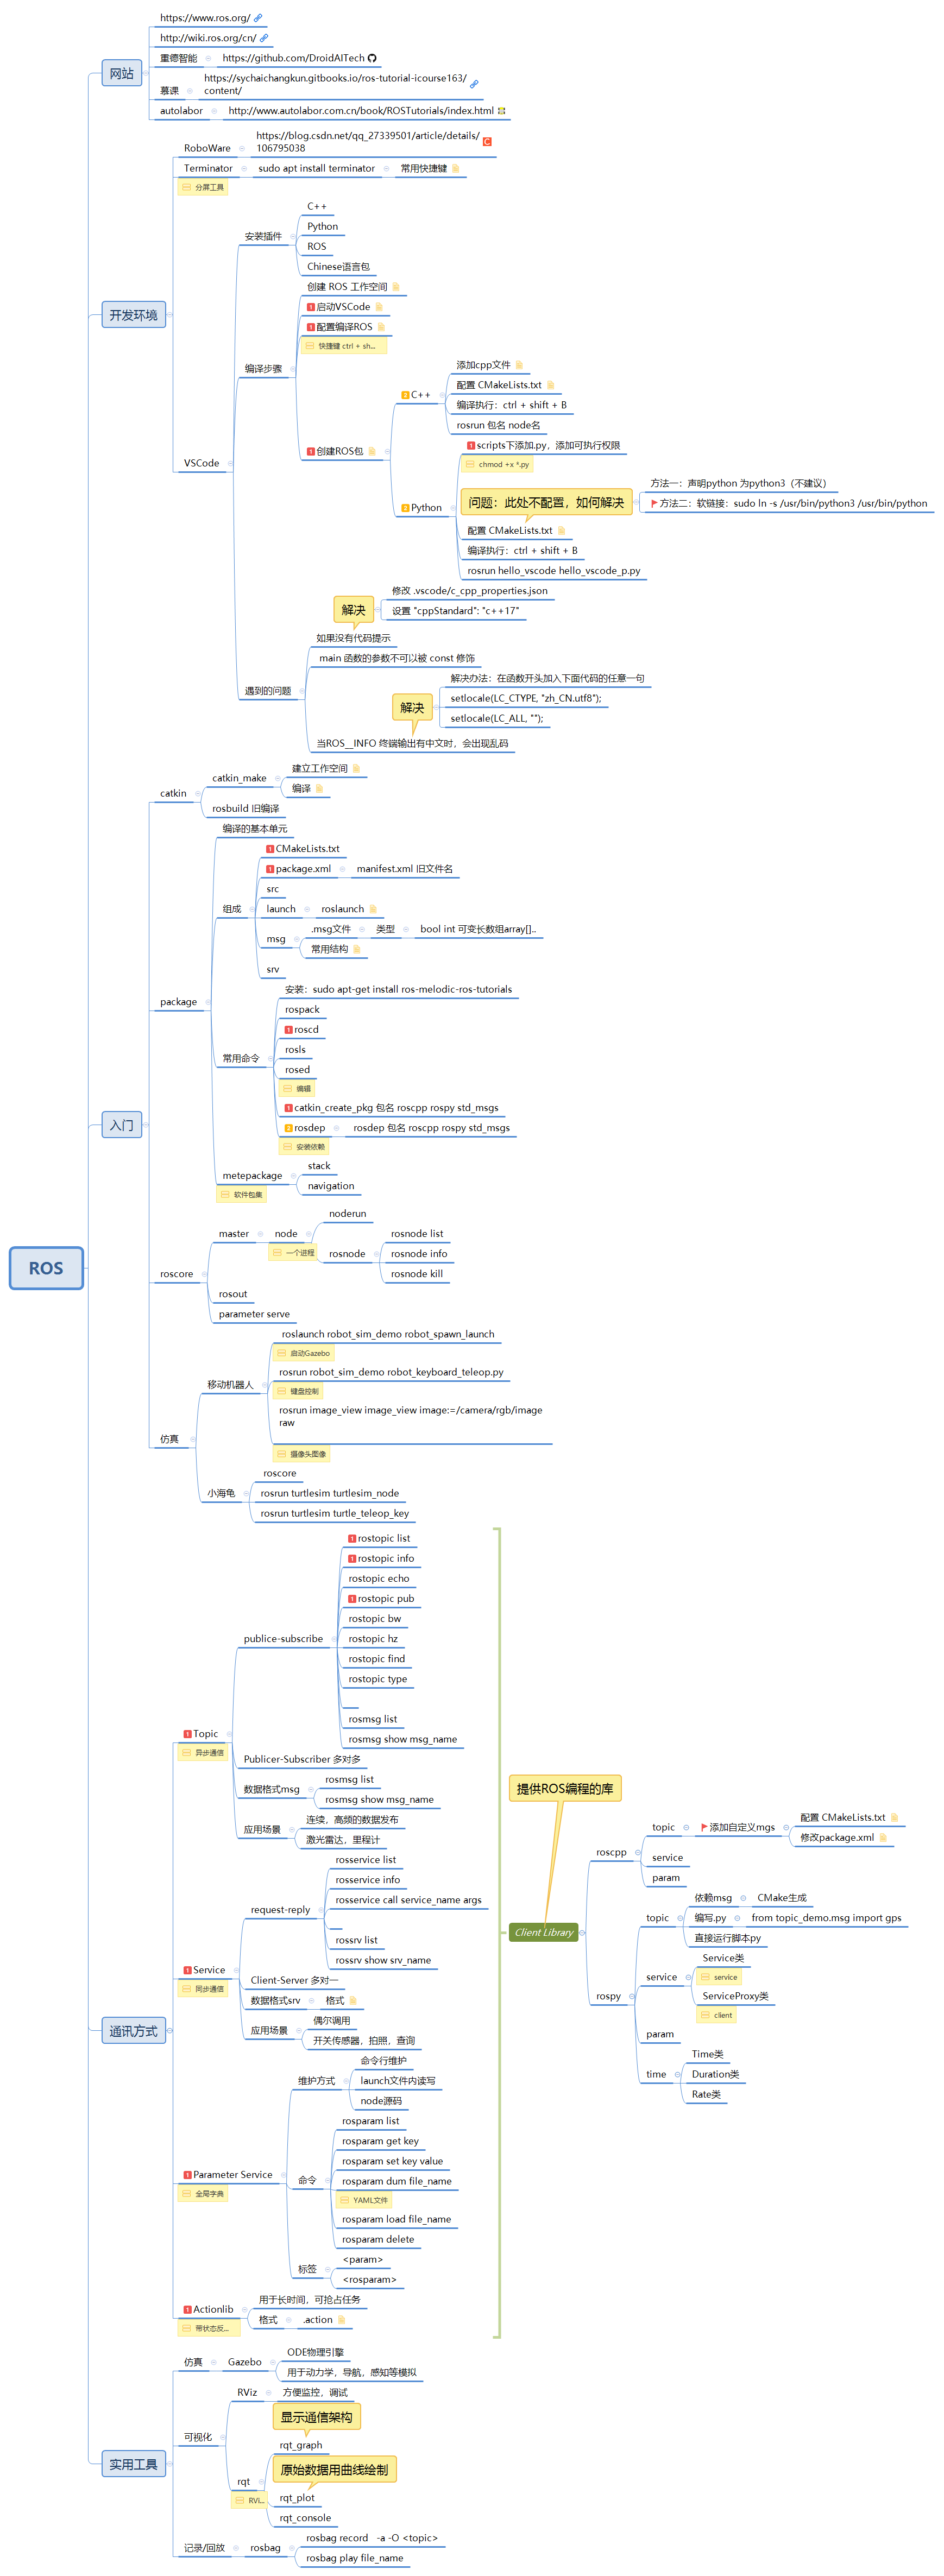 ROS
网站
https://www.ros.org/
http://wiki.ros.org/cn/
重德智能
https://github.com/DroidAITech
慕课
https://sychaichangkun.gitbooks.io/ros-tutorial-icourse163/
content/
autolabor
http://www.autolabor.com.cn/book/ROSTutorials/index.html
开发环境
RoboWare
https://blog.csdn.net/qq_27339501/article/details/
106795038
Terminator
分屏工具
sudo apt install terminator
常用快捷键
VSCode
安装插件
C++
Python
ROS
Chinese语言包
编译步骤
创建 ROS 工作空间
1 启动VSCode
1 配置编译ROS
快捷键 ctrl + sh...
1 创建ROS包
2 C++
添加cpp文件
配置 CMakeLists.txt
编译执行：ctrl + shift + B
rosrun 包名 node名
2 Python
1 scripts下添加.py，添加可执行权限
chmod +x *.py
问题：此处不配置，如何解决
方法一：声明python 为python3（不建议）
方法二：软链接：sudo ln -s /usr/bin/python3 /usr/bin/python
配置 CMakeLists.txt
编译执行：ctrl + shift + B
rosrun hello_vscode hello_vscode_p.py
遇到的问题
解决
修改 .vscode/c_cpp_properties.json
设置 "cppStandard": "c++17"
如果没有代码提示
main 函数的参数不可以被 const 修饰
解决
解决办法：在函数开头加入下面代码的任意一句
setlocale(LC_CTYPE, "zh_CN.utf8");
setlocale(LC_ALL, "");
当ROS__INFO 终端输出有中文时，会出现乱码
入门
catkin
catkin_make
建立工作空间
编译
rosbuild 旧编译
package
编译的基本单元
组成
1 CMakeLists.txt
1 package.xml
manifest.xml 旧文件名
src
launch
roslaunch
msg
.msg文件
类型
bool int 可变长数组array[]..
常用结构
srv
常用命令
安装：sudo apt-get install ros-melodic-ros-tutorials
rospack
1 roscd
rosls
rosed
编辑
1 catkin_create_pkg 包名 roscpp rospy std_msgs
2 rosdep
安装依赖
rosdep 包名 roscpp rospy std_msgs
metepackage
软件包集
stack
navigation
roscore
master
node
一个进程
noderun
rosnode
rosnode list
rosnode info
rosnode kill
rosout
parameter serve
仿真
移动机器人
roslaunch robot_sim_demo robot_spawn_launch
启动Gazebo
rosrun robot_sim_demo robot_keyboard_teleop.py
键盘控制
rosrun image_view image_view image:=/camera/rgb/image
raw
摄像头图像
小海龟
roscore
rosrun turtlesim turtlesim_node
rosrun turtlesim turtle_teleop_key
通讯方式
1 Topic
异步通信
publice-subscribe
1 rostopic list
1 rostopic info
rostopic echo
1 rostopic pub
rostopic bw
rostopic hz
rostopic find
rostopic type
rosmsg list
rosmsg show msg_name
Publicer-Subscriber 多对多
数据格式msg
rosmsg list
rosmsg show msg_name
应用场景
连续，高频的数据发布
激光雷达，里程计
1 Service
同步通信
request-reply
rosservice list
rosservice info
rosservice call service_name args
rossrv list
rossrv show srv_name
Client-Server 多对一
数据格式srv
格式
应用场景
偶尔调用
开关传感器，拍照，查询
1 Parameter Service
全局字典
维护方式
命令行维护
launch文件内读写
node源码
命令
rosparam list
rosparam get key
rosparam set key value
rosparam dum file_name
YAML文件
rosparam load file_name
rosparam delete
标签
<param>
<rosparam>
1 Actionlib
带状态反...
用于长时间，可抢占任务
格式
.action
提供ROS编程的库
Client Library
roscpp
topic
添加自定义mgs
配置 CMakeLists.txt
修改package.xml
service
param
rospy
topic
依赖msg
CMake生成
编写.py
from topic_demo.msg import gps
直接运行脚本py
service
Service类
service
ServiceProxy类
client
param
time
Time类
Duration类
Rate类
实用工具
仿真
Gazebo
ODE物理引擎
用于动力学，导航，感知等模拟
可视化
RViz
方便监控，调试
rqt
RVi...
显示通信架构
rqt_graph
原始数据用曲线绘制
rqt_plot
rqt_console
记录/回放
rosbag
rosbag record -a -O <topic>
rosbag play file_name